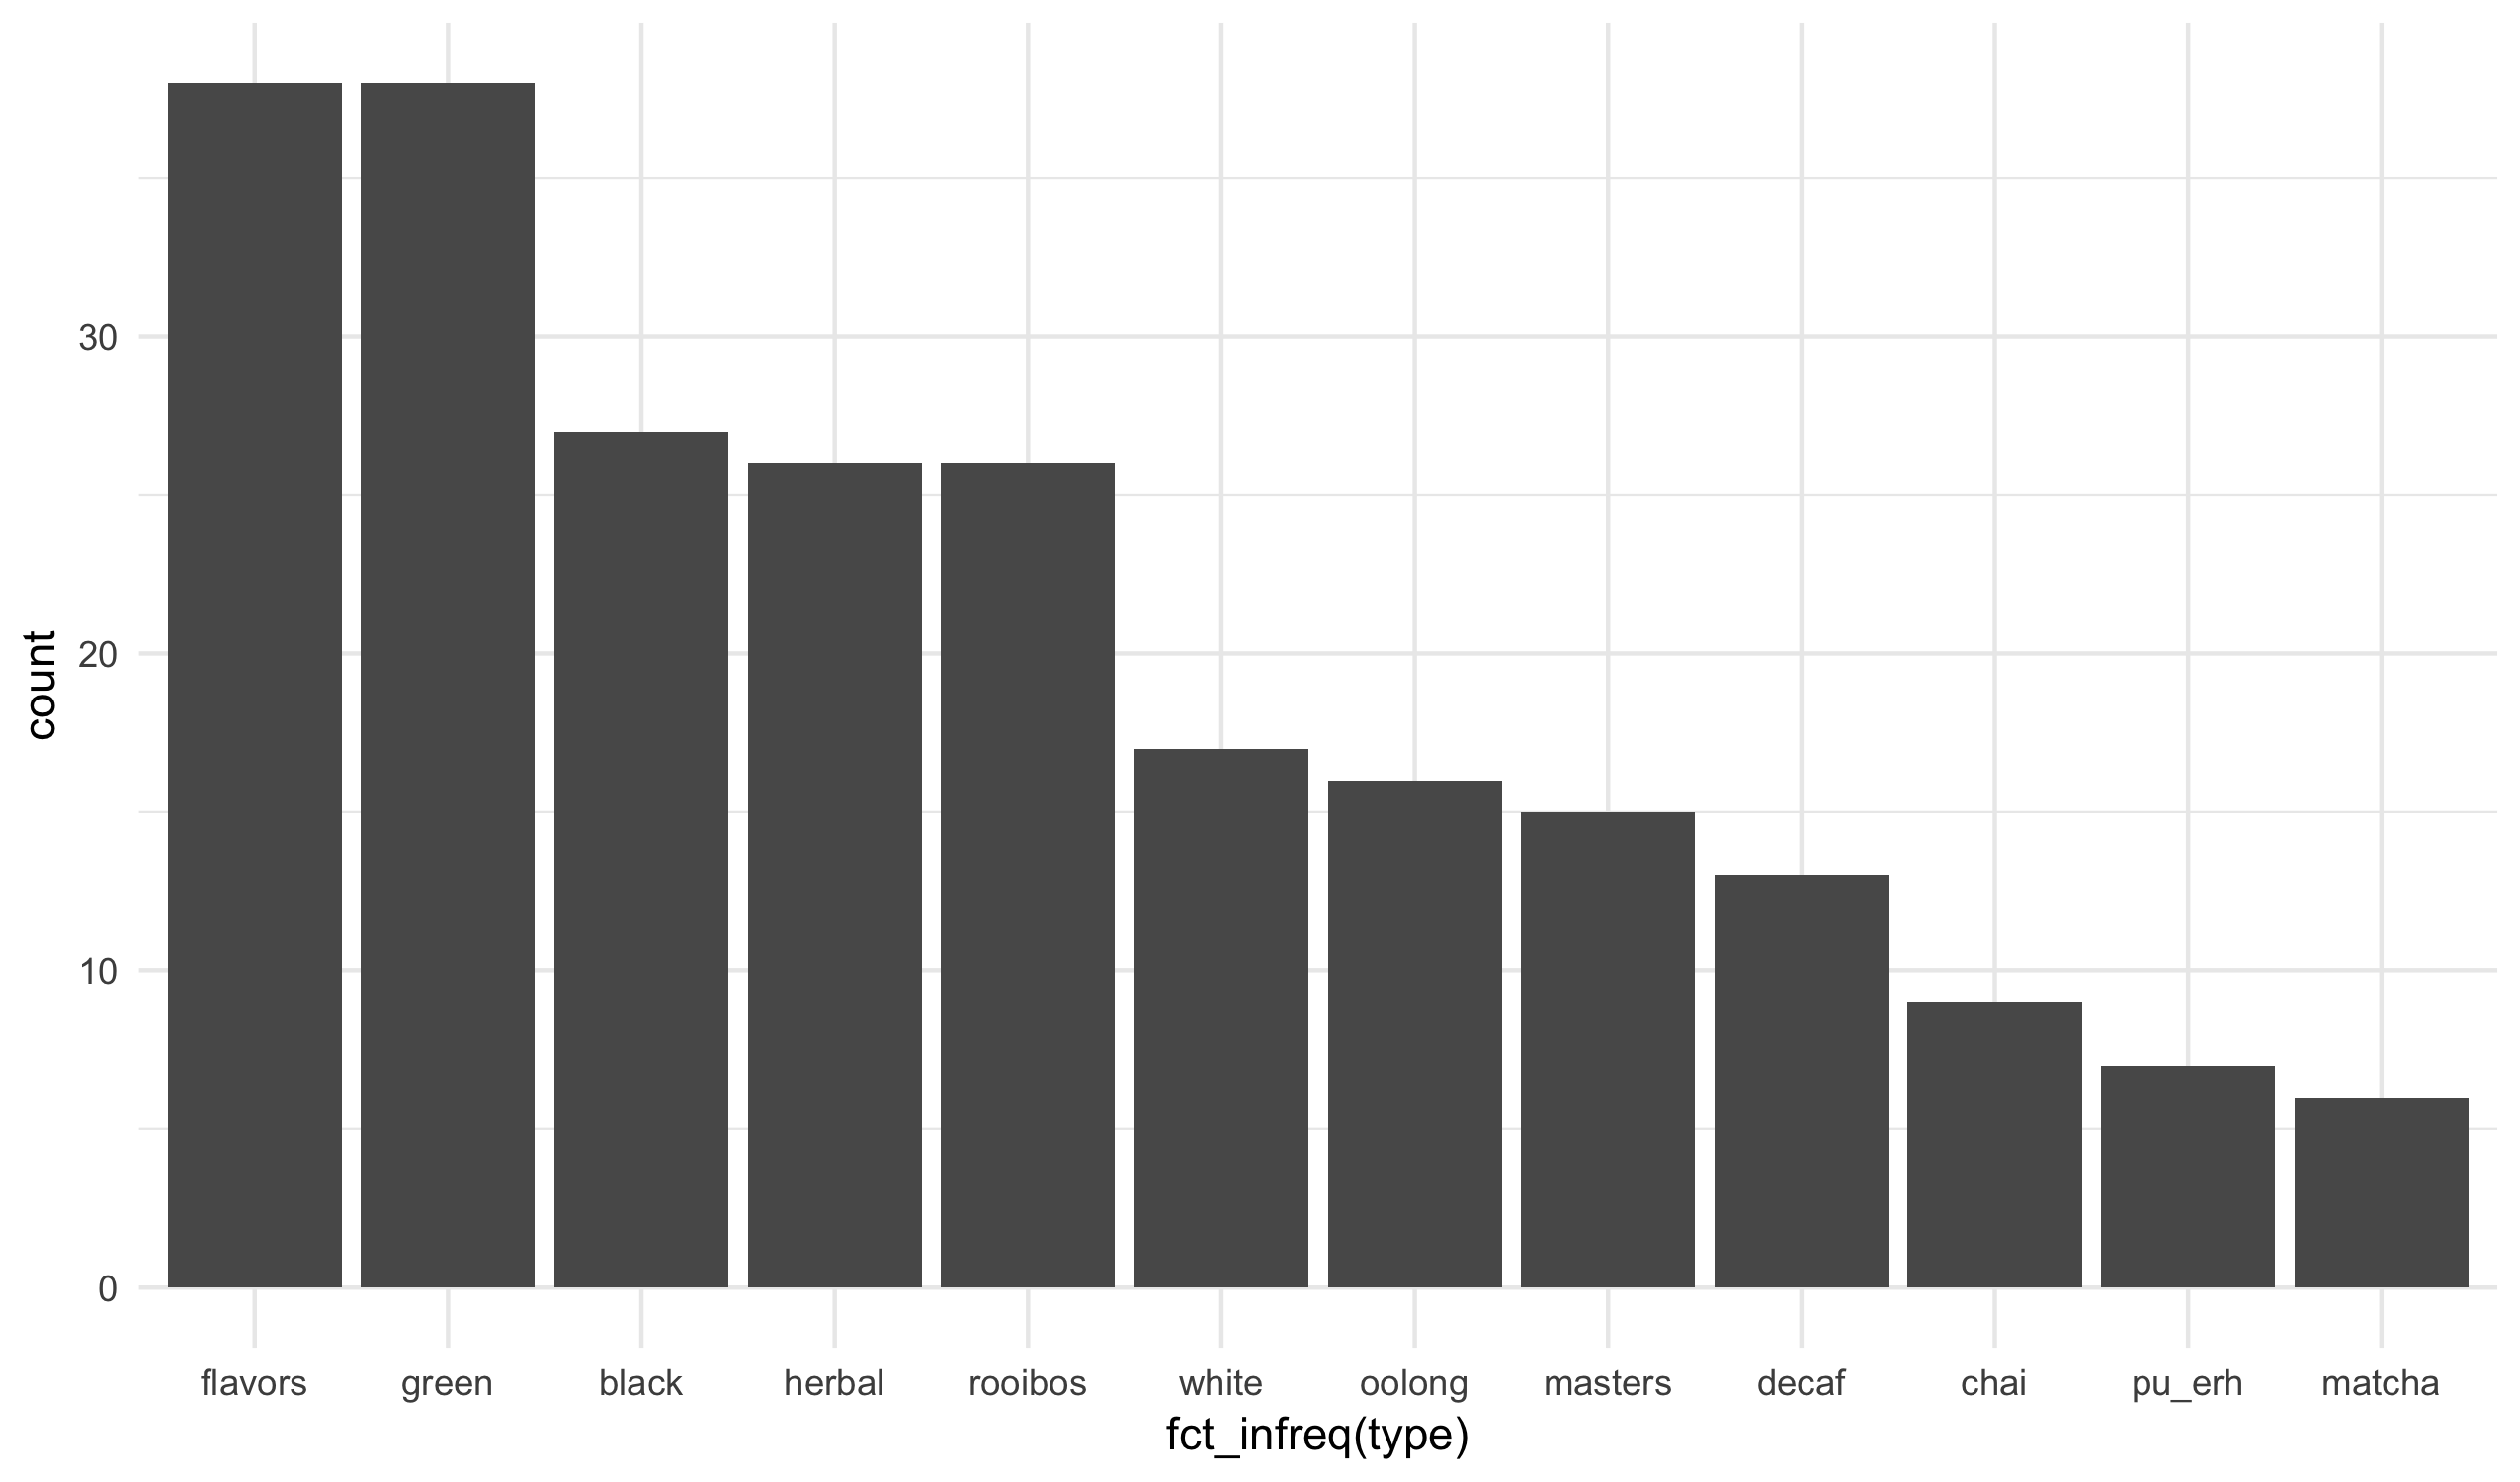 count
30
20
10
0
flavors green black herbal rooibos white oolong masters decaf chai pu_erh matcha
fct_infreq(type)